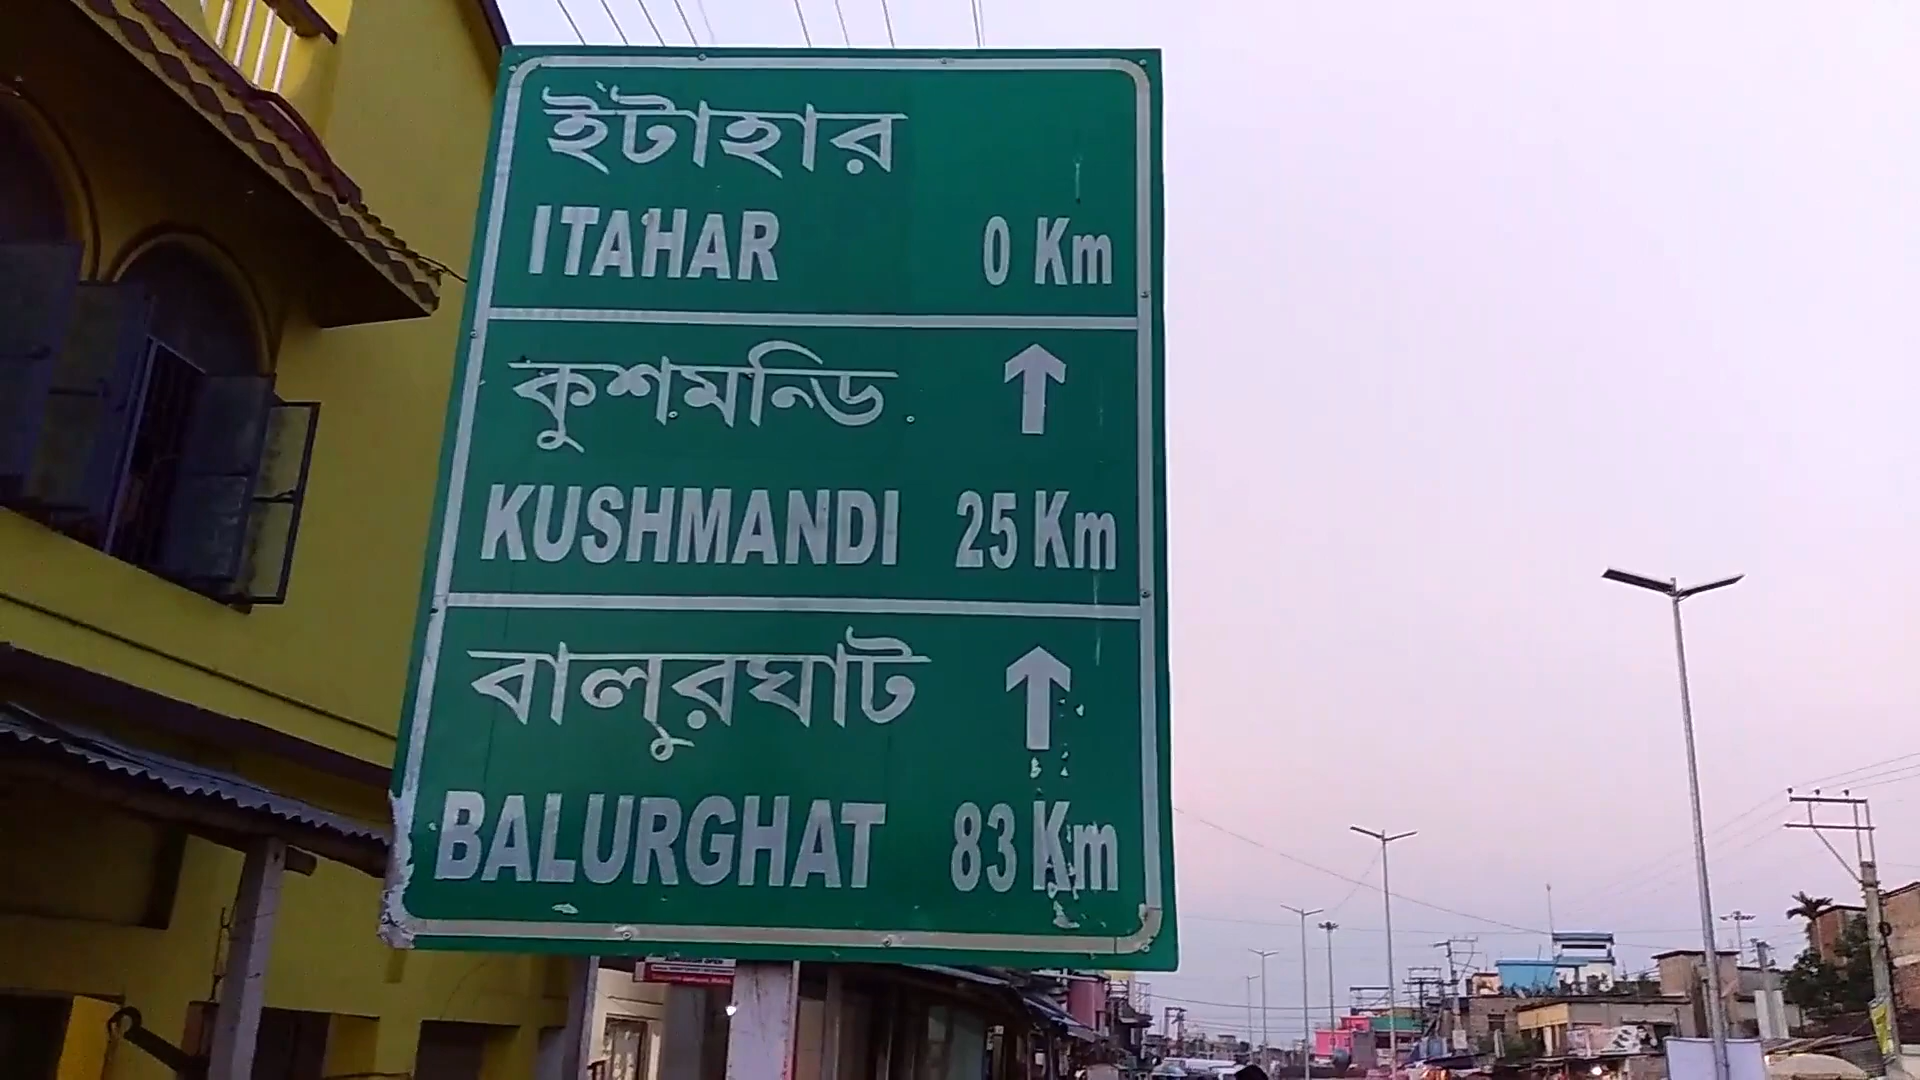 ইটাহার
ITAHAR 0 Km
কুশমন্ডি
KUSHMANDI 25 Km
বালুরঘাট
BALURGHAT 83 Km